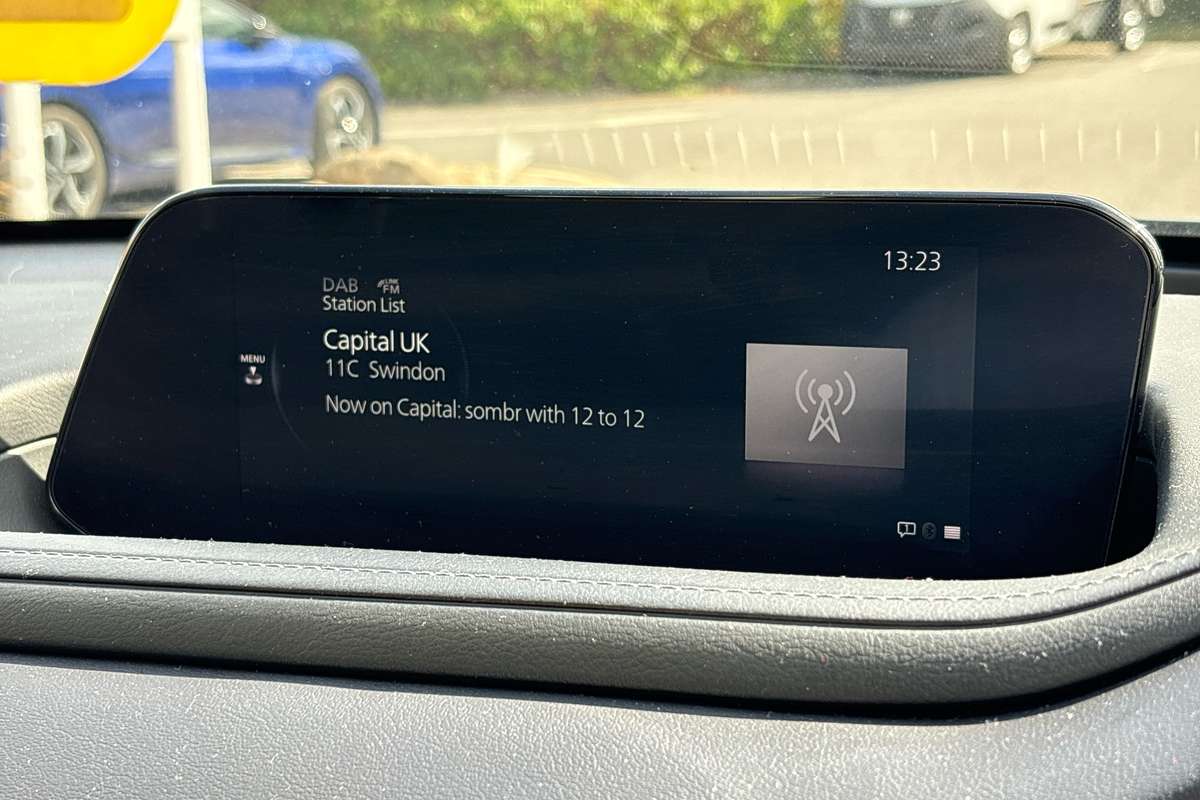 13:23
DAB LINK FM
Station List
Capital UK
MENU
11C Swindon
Now on Capital: sombr with 12 to 12